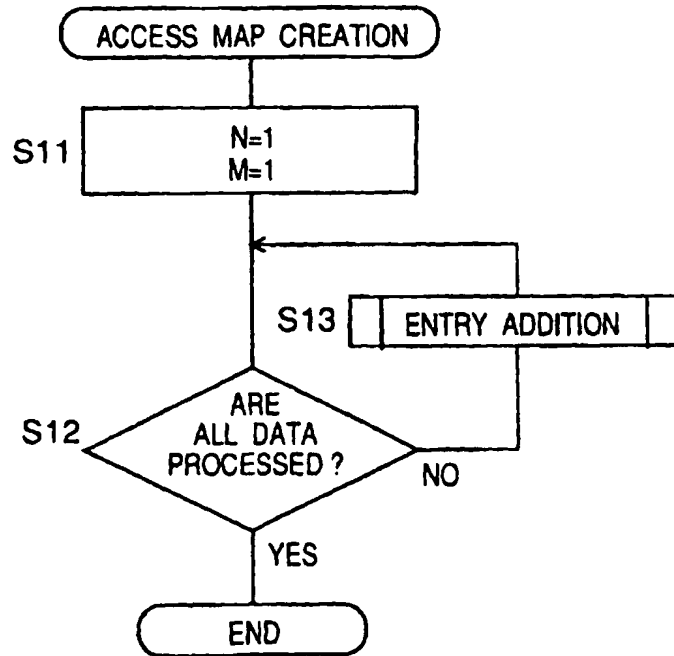 ACCESS MAP CREATION
S11
N=1
M=1
S13
ENTRY ADDITION
S12
ARE
ALL DATA
PROCESSED ?
NO
YES
END